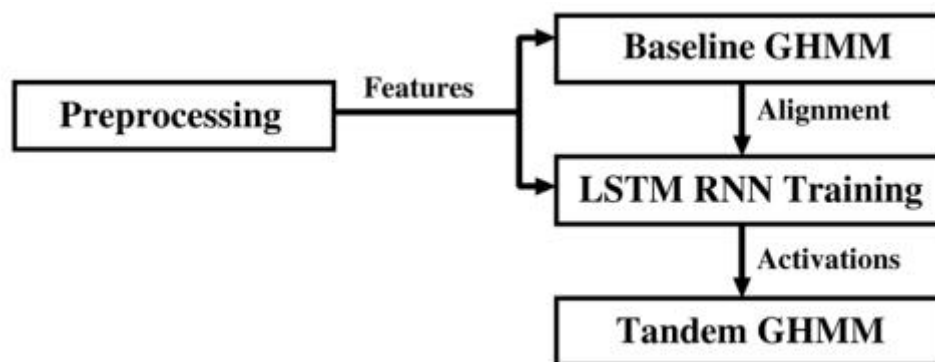 Baseline GHMM
Features
Preprocessing
Alignment
LSTM RNN Training
Activations
Tandem GHMM